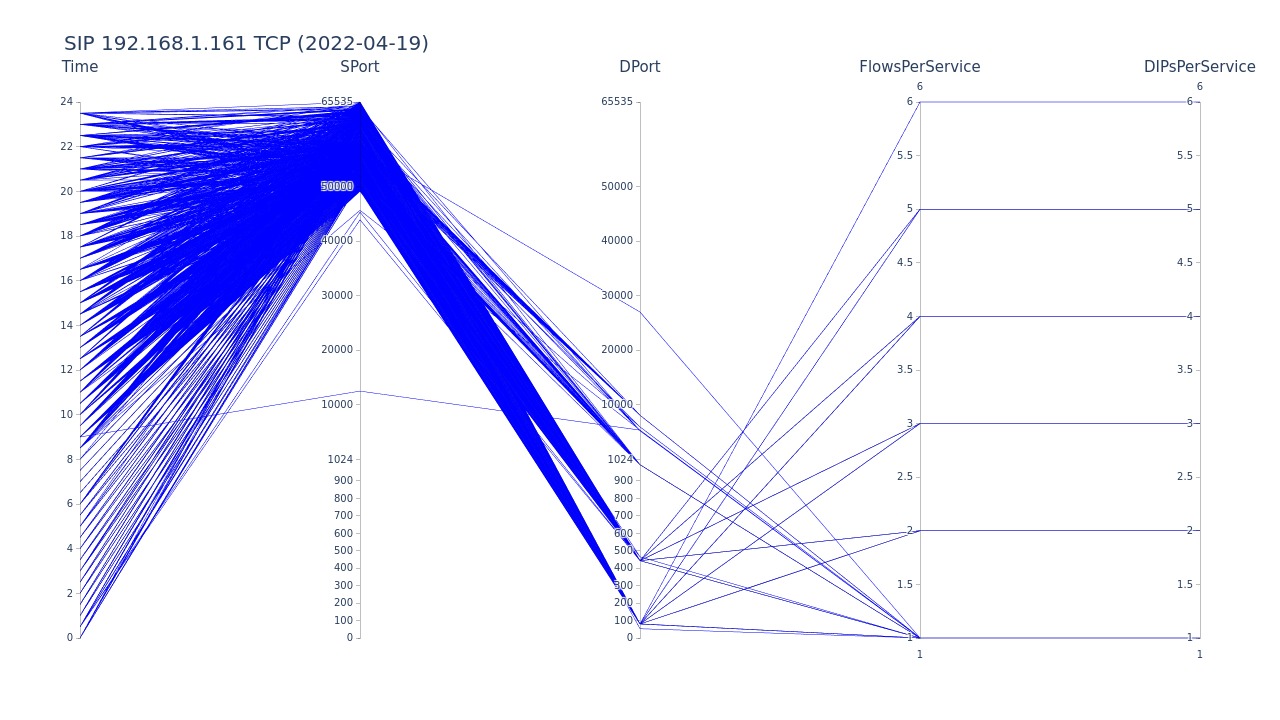 SIP 192.168.1.161 TCP (2022-04-19)
Time SPort DPort FlowsPerService DIPsPerService
6 6
24 65535 65535 6 6
22
5.5 5.5
20 50000 50000
5 5
18
40000 40000
4.5 4.5
16
30000 30000
14 4 4
12 20000 20000
3.5 3.5
10 10000 10000
3 3
8 1024 1024
900 900 2.5 2.5
6 800 800
700 700
600 600 2 2
4 500 500
400 400
2 300 300 1.5 1.5
200 200
100 100
0 0 0 1 1
1 1